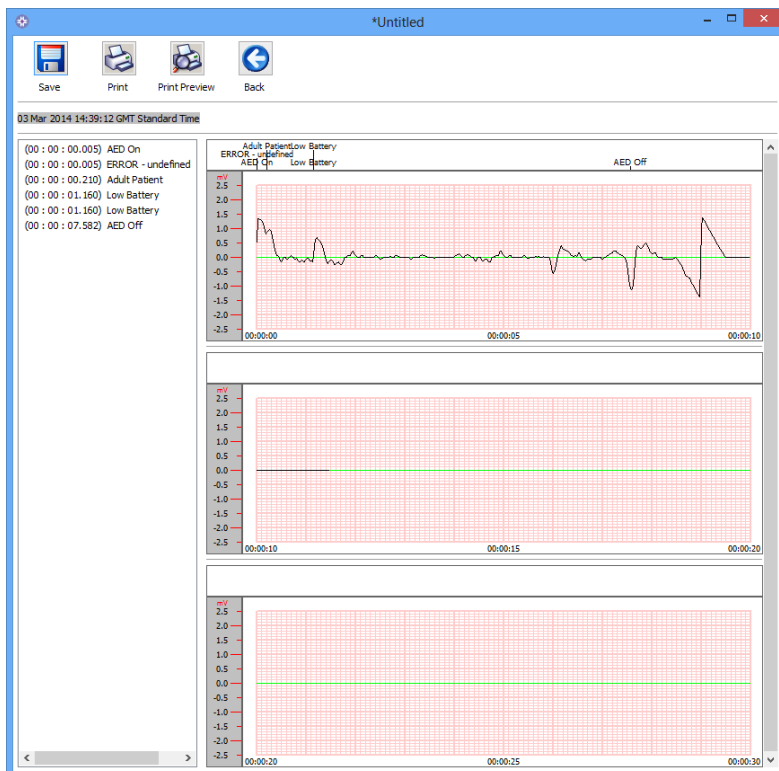 *Untitled
Save Print Print Preview Back
03 Mar 2014 14:39:12 GMT Standard Time
(00 : 00 : 00.005) AED On
(00 : 00 : 00.005) ERROR - undefined
(00 : 00 : 00.210) Adult Patient
(00 : 00 : 01.160) Low Battery
(00 : 00 : 01.160) Low Battery
(00 : 00 : 07.582) AED Off
Adult Patient Low Battery
ERROR - undefined
AED On Low Battery AED Off
mV
2.5
2.0
1.5
1.0
0.5
0.0
-0.5
-1.0
-1.5
-2.0
-2.5
00:00:00 00:00:05 00:00:10
mV
2.5
2.0
1.5
1.0
0.5
0.0
-0.5
-1.0
-1.5
-2.0
-2.5
00:00:10 00:00:15 00:00:20
mV
2.5
2.0
1.5
1.0
0.5
0.0
-0.5
-1.0
-1.5
-2.0
-2.5
00:00:20 00:00:25 00:00:30